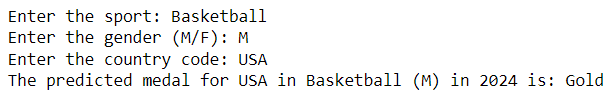 Enter the sport: Basketball
Enter the gender (M/F): M
Enter the country code: USA
The predicted medal for USA in Basketball (M) in 2024 is: Gold